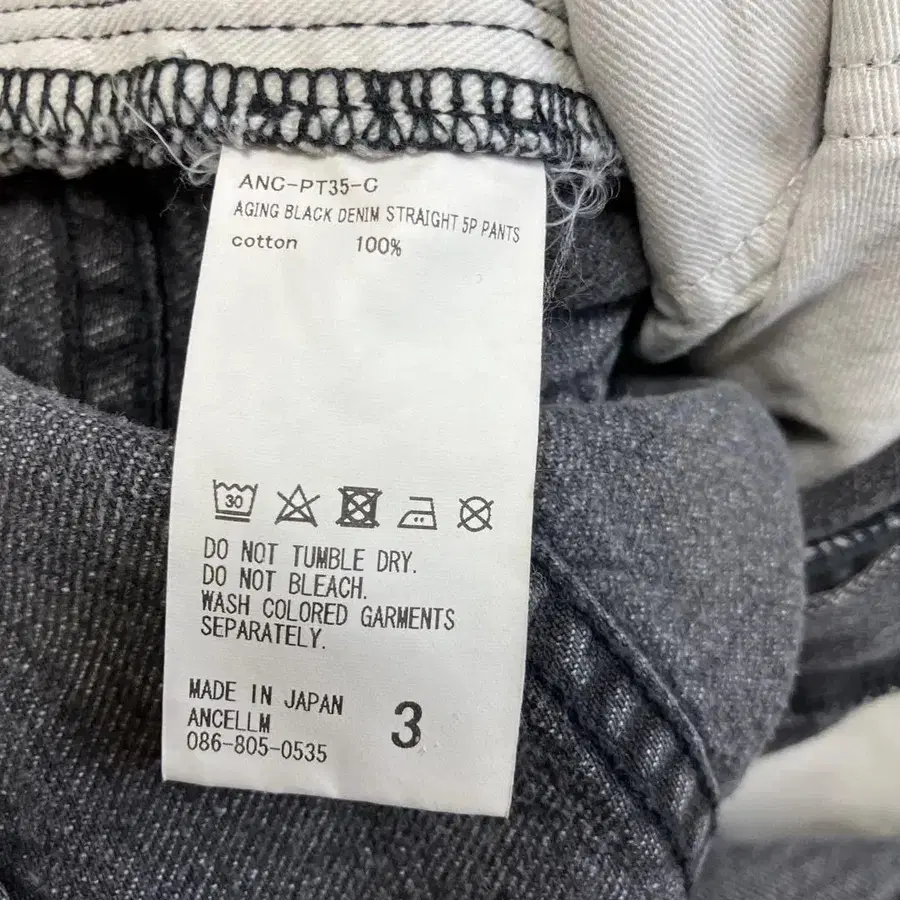 ANC-PT35-C
AGING BLACK DENIM STRAIGHT 5P PANTS
cotton 100%
30
DO NOT TUMBLE DRY.
DO NOT BLEACH.
WASH COLORED GARMENTS
SEPARATELY.
MADE IN JAPAN
ANCELLM
086-805-0535
3